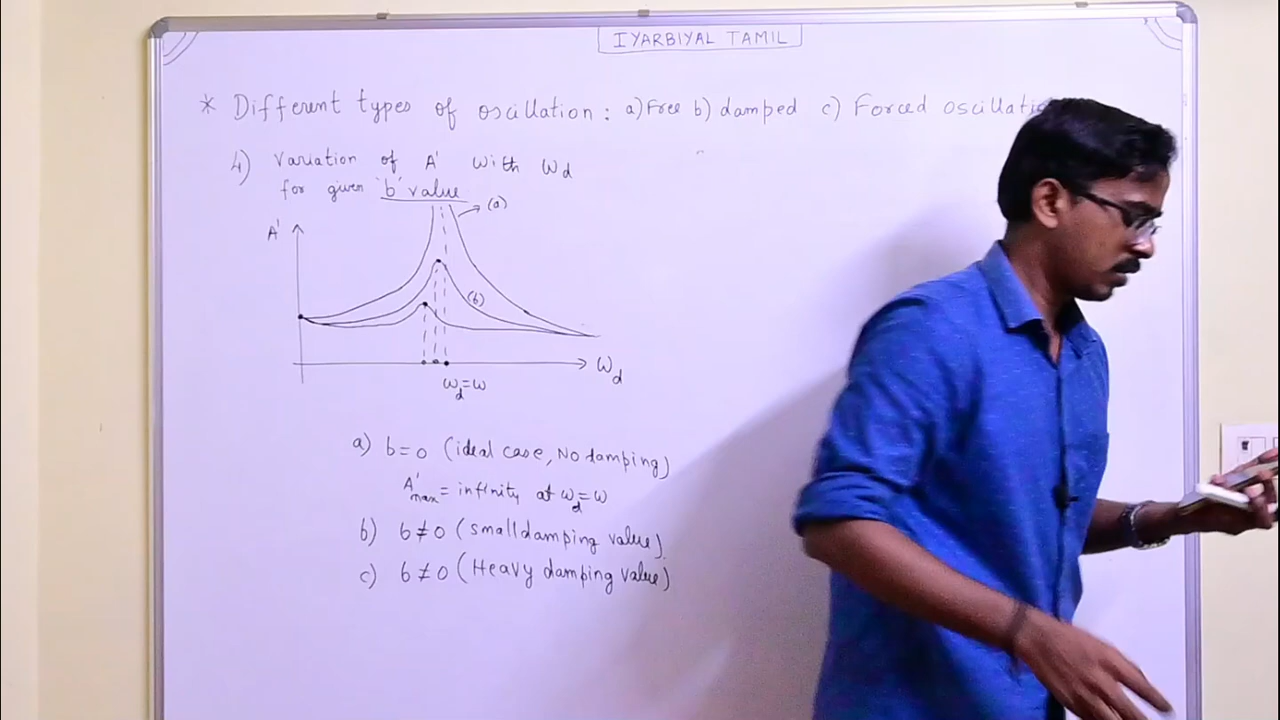 IYARBIYAL TAMIL
* Different types of oscillation: a) Free b) damped c) Forced
4) Variation of A' with ωd
for given 'b' value
(a)
A'
(b)
ωd
ωd=ω
a) b=0 (ideal case, No damping)
A'max = infinity at ωd=ω
b) b≠0 (small damping value).
c) b≠0 (Heavy damping value)